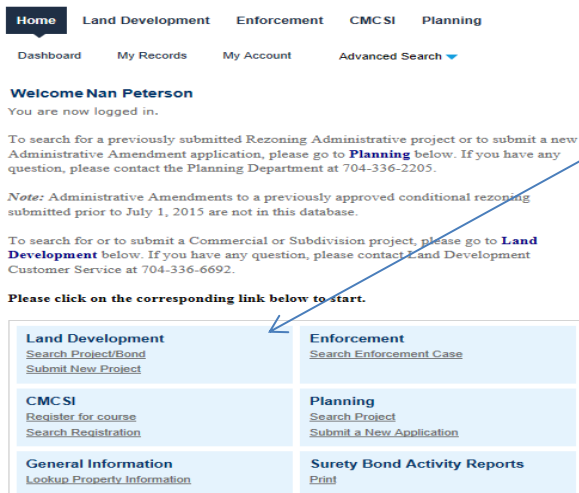 Home Land Development Enforcement CMCSI Planning
Dashboard My Records My Account Advanced Search
Welcome Nan Peterson
You are now logged in.
To search for a previously submitted Rezoning Administrative project or to submit a new
Administrative Amendment application, please go to Planning below. If you have any
question, please contact the Planning Department at 704-336-2205.
Note: Administrative Amendments to a previously approved conditional rezoning
submitted prior to July 1, 2015 are not in this database.
To search for or to submit a Commercial or Subdivision project, please go to Land
Development below. If you have any question, please contact Land Development
Customer Service at 704-336-6692.
Please click on the corresponding link below to start.
Land Development
Search Project/Bond
Submit New Project
Enforcement
Search Enforcement Case
CMCSI
Register for course
Search Registration
Planning
Search Project
Submit a New Application
General Information
Lookup Property Information
Surety Bond Activity Reports
Print